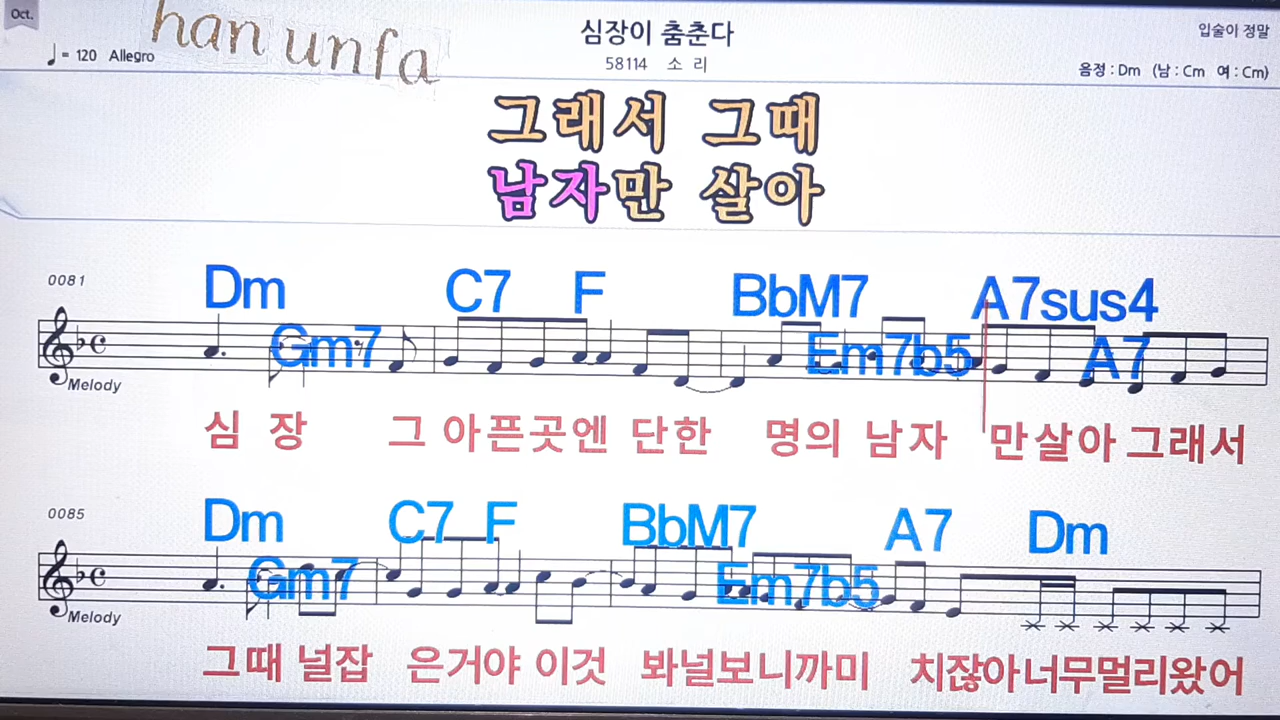 Oct.
han unfa
♩= 120 Allegro
심장이 춤춘다
58114 소 리
입술이 정말
음정 : Dm (남 : Cm 여 : Cm)
그래서 그때
남자만 살아
0081
Dm Gm7 C7 F BbM7 Em7b5 A7sus4 A7
Melody
심 장 그 아픈곳엔 단한 명의 남자 만살아 그래서
0085
Dm Gm7 C7 F BbM7 Em7b5 A7 Dm
Melody
그때 널잡 은거야 이것 봐널보니까미 치잖아너무멀리왔어